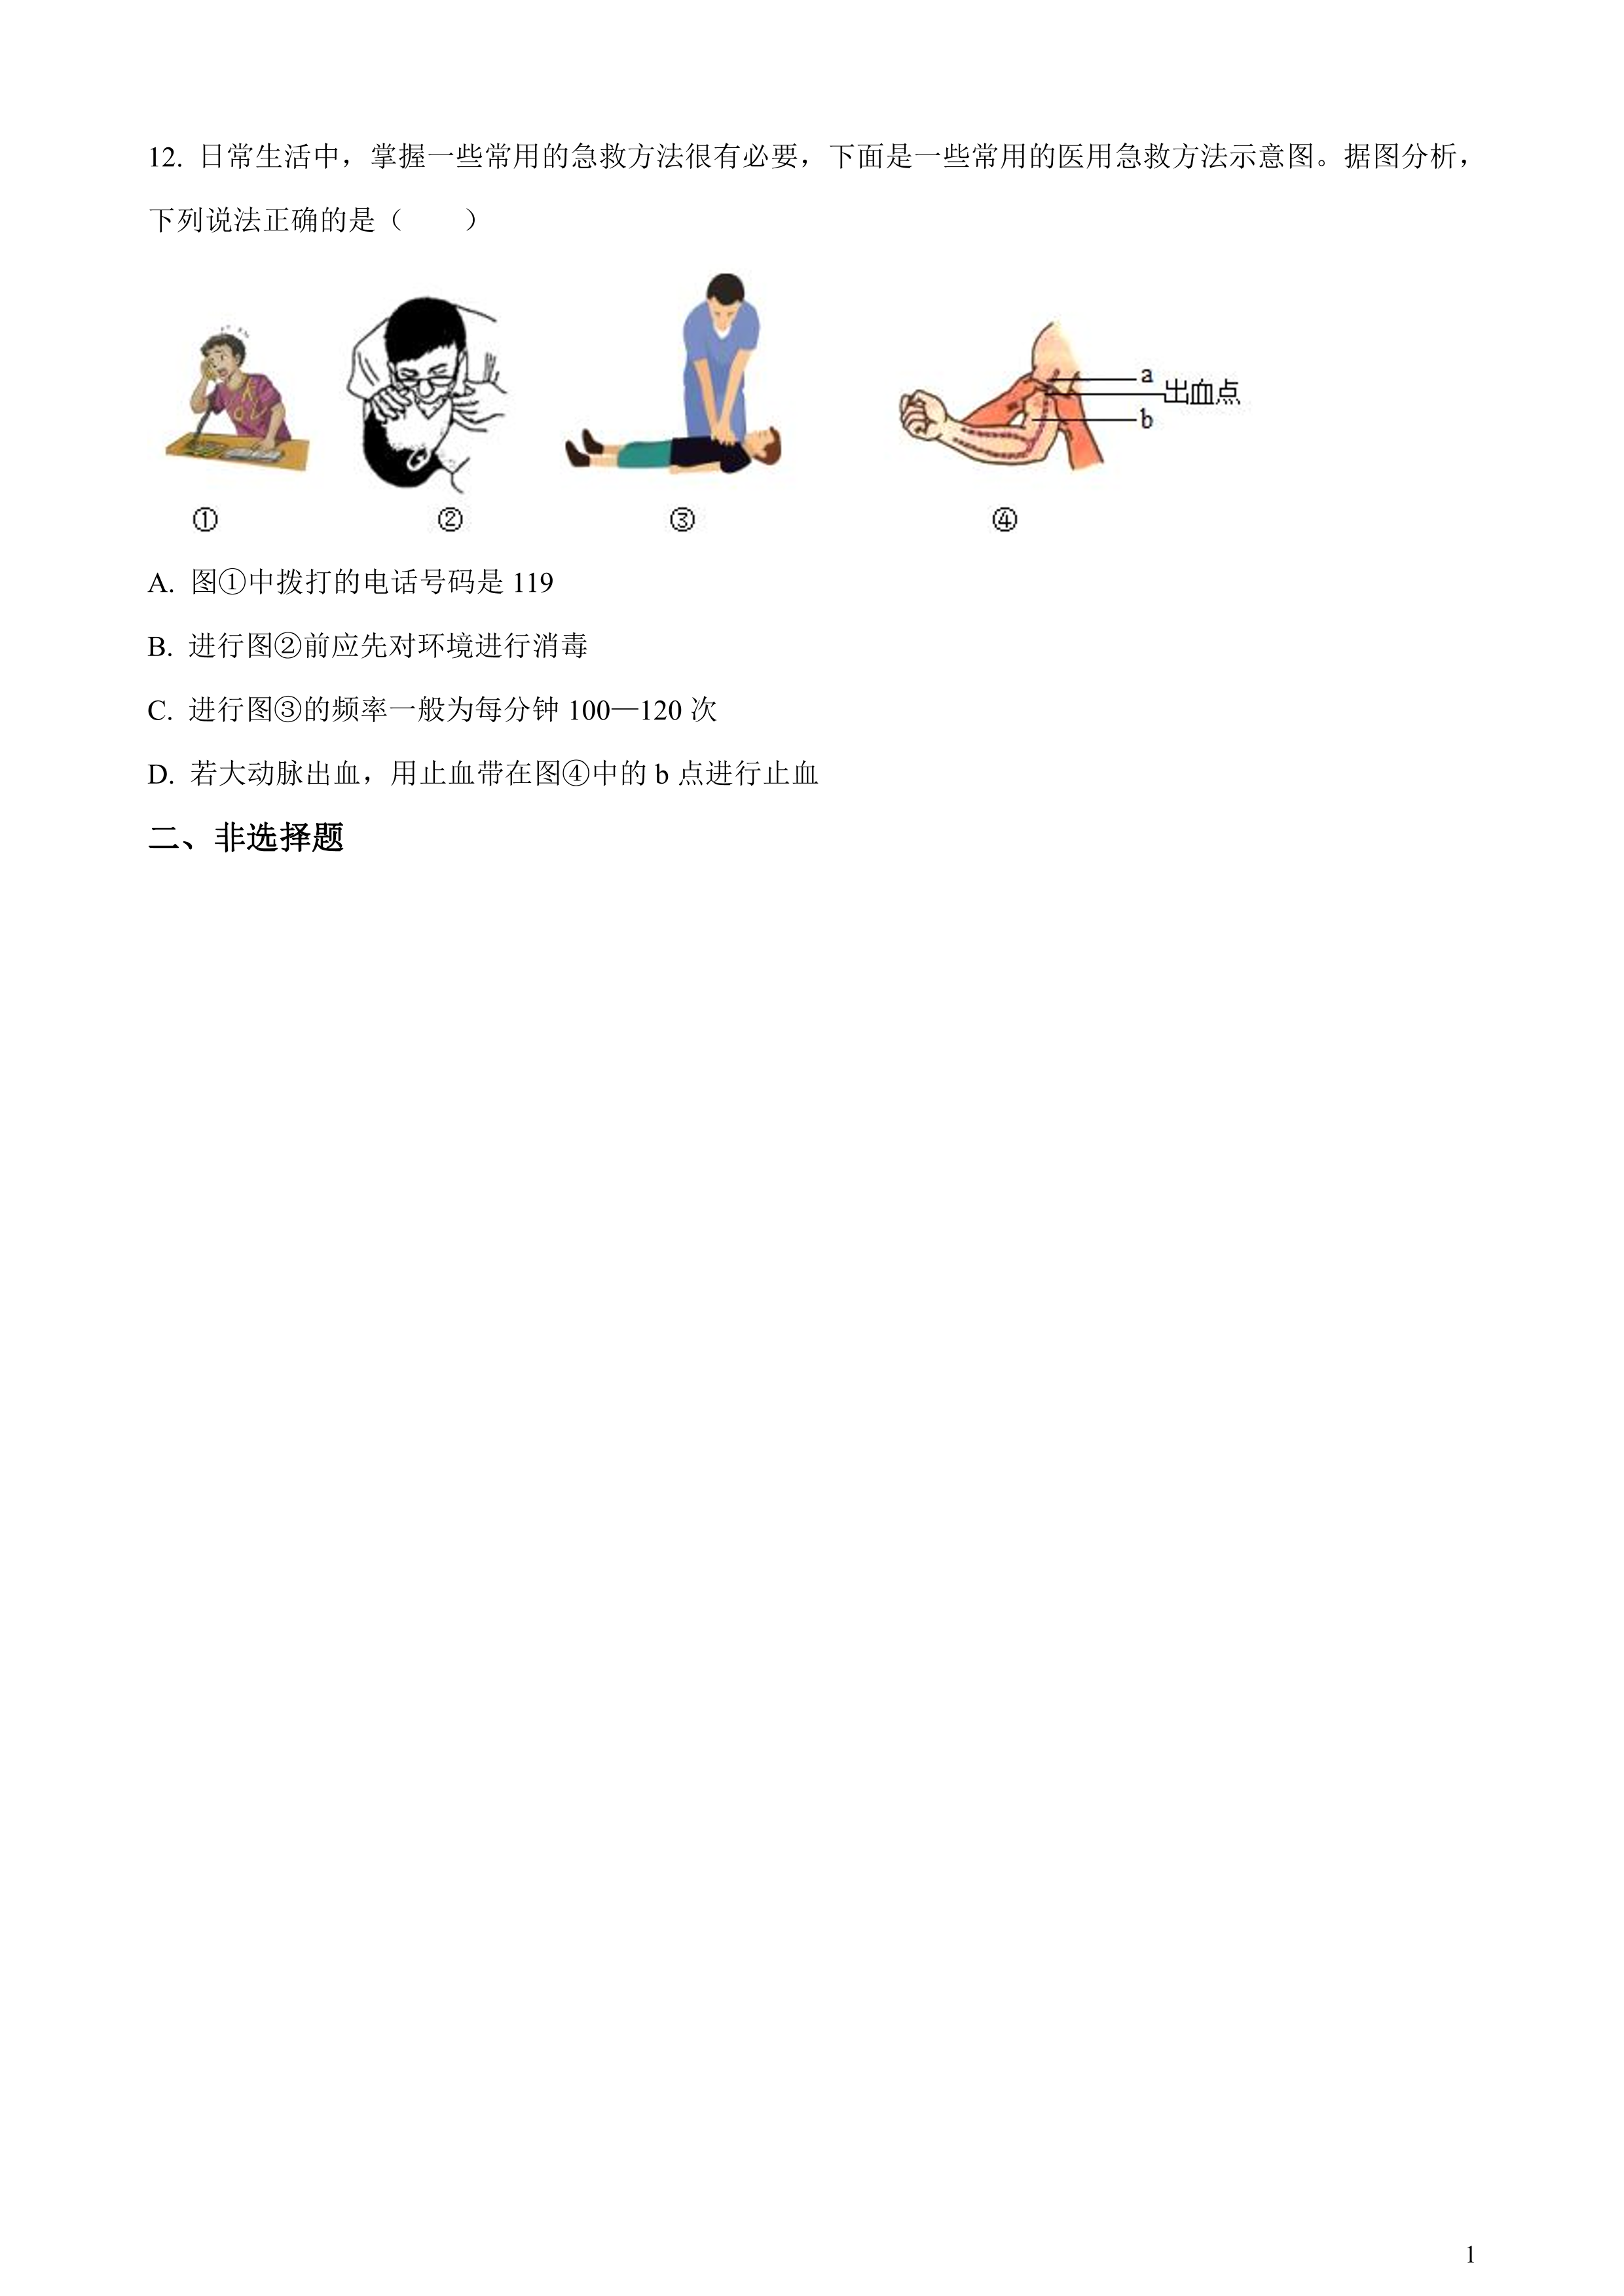 12. 日常生活中，掌握一些常用的急救方法很有必要，下面是一些常用的医用急救方法示意图。据图分析，
下列说法正确的是（　　）
a
出血点
b
① ② ③ ④
A. 图①中拨打的电话号码是 119
B. 进行图②前应先对环境进行消毒
C. 进行图③的频率一般为每分钟 100—120 次
D. 若大动脉出血，用止血带在图④中的 b 点进行止血
二、非选择题
1